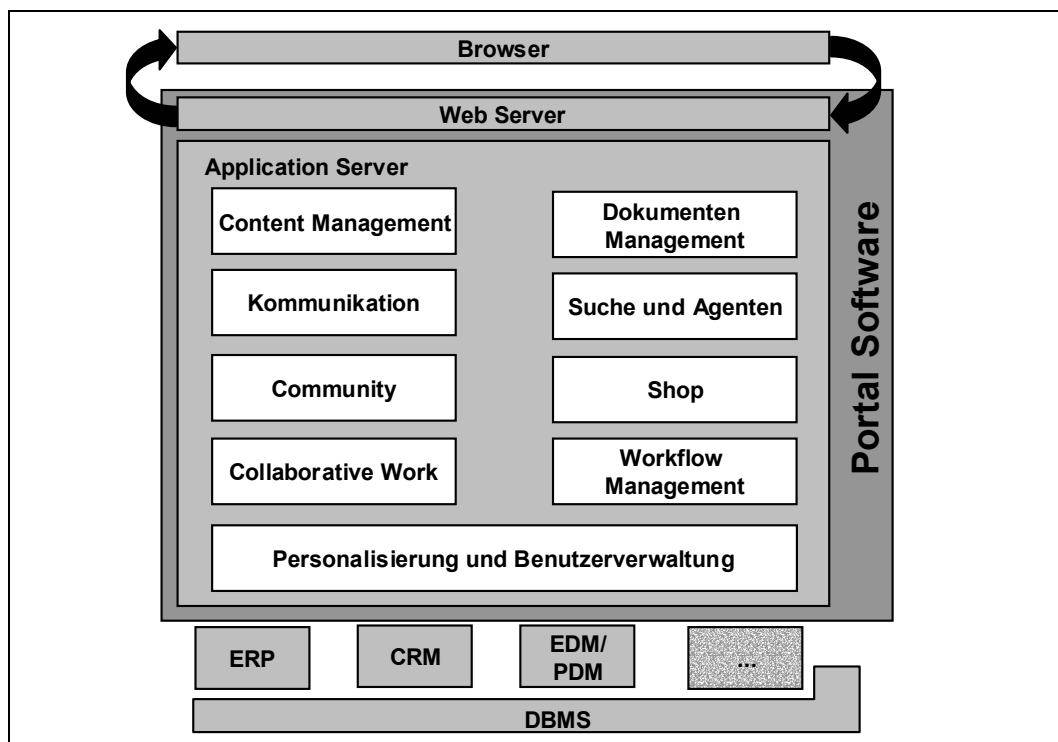 Browser
Web Server
Application Server
Content Management
Dokumenten
Management
Kommunikation
Suche und Agenten
Community
Shop
Collaborative Work
Workflow
Management
Personalisierung und Benutzerverwaltung
Portal Software
ERP
CRM
EDM/
PDM
...
DBMS